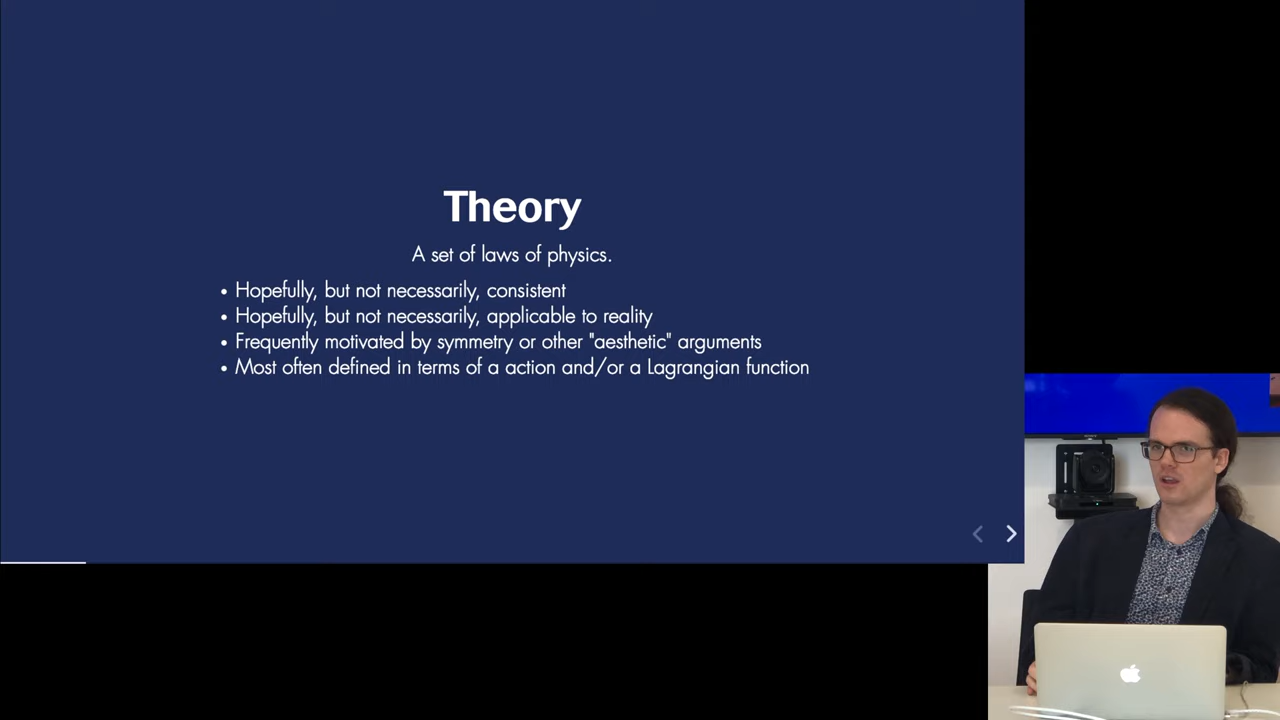 Theory
A set of laws of physics.
• Hopefully, but not necessarily, consistent
• Hopefully, but not necessarily, applicable to reality
• Frequently motivated by symmetry or other "aesthetic" arguments
• Most often defined in terms of a action and/or a Lagrangian function